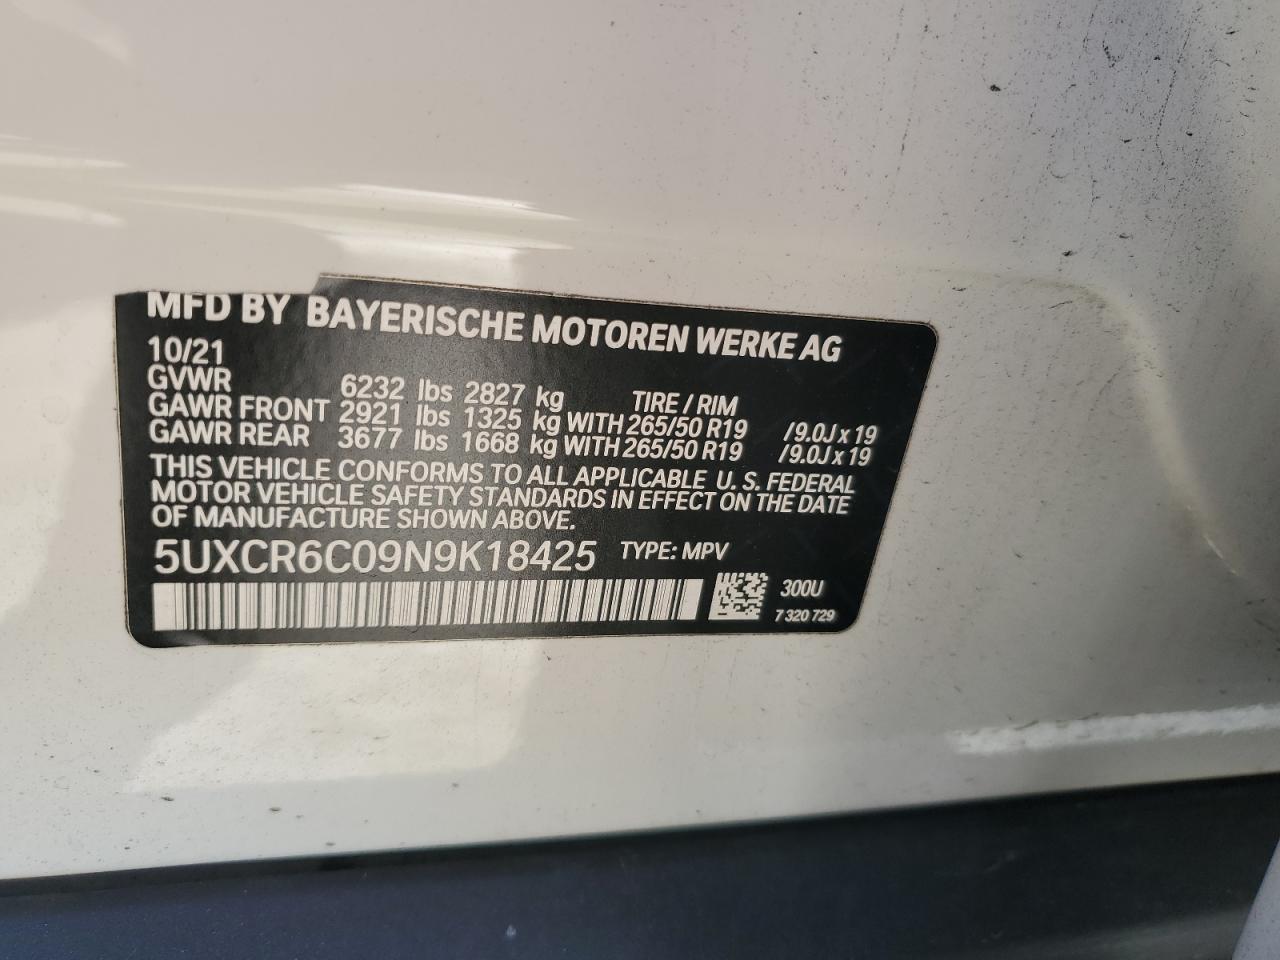 MFD BY BAYERISCHE MOTOREN WERKE AG
10/21
GVWR 6232 lbs 2827 kg TIRE / RIM
GAWR FRONT 2921 lbs 1325 kg WITH 265/50 R19 /9.0J x 19
GAWR REAR 3677 lbs 1668 kg WITH 265/50 R19 /9.0J x 19
THIS VEHICLE CONFORMS TO ALL APPLICABLE U. S. FEDERAL
MOTOR VEHICLE SAFETY STANDARDS IN EFFECT ON THE DATE
OF MANUFACTURE SHOWN ABOVE.
5UXCR6C09N9K18425 TYPE: MPV
300U
7 320 729